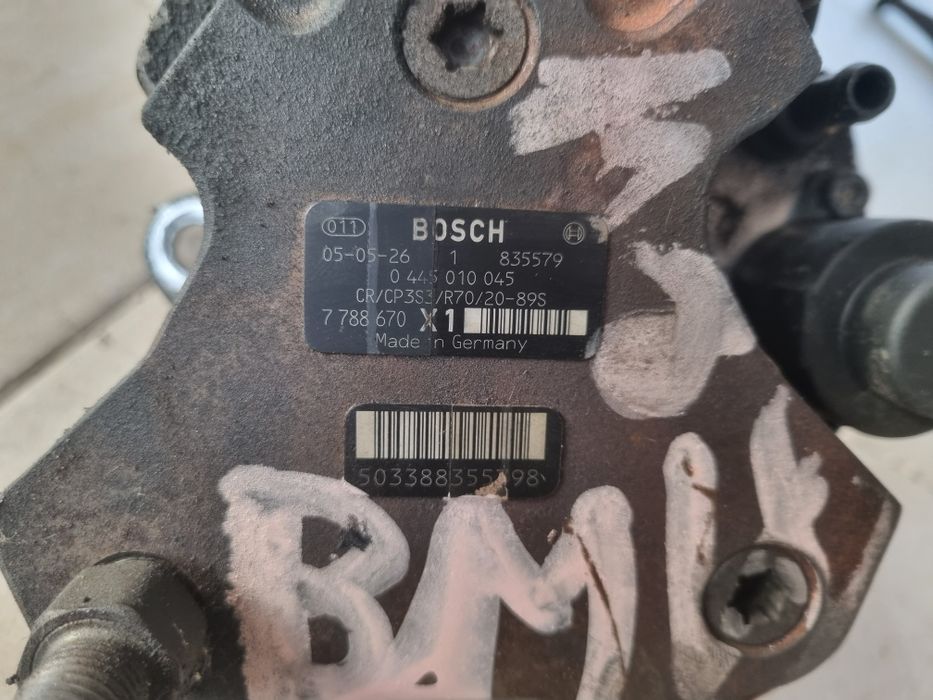 011 BOSCH
05-05-26 1 835579
0 445 010 045
CR/CP3S3/R70/20-89S
7 788 670 X1
Made in Germany
BMW